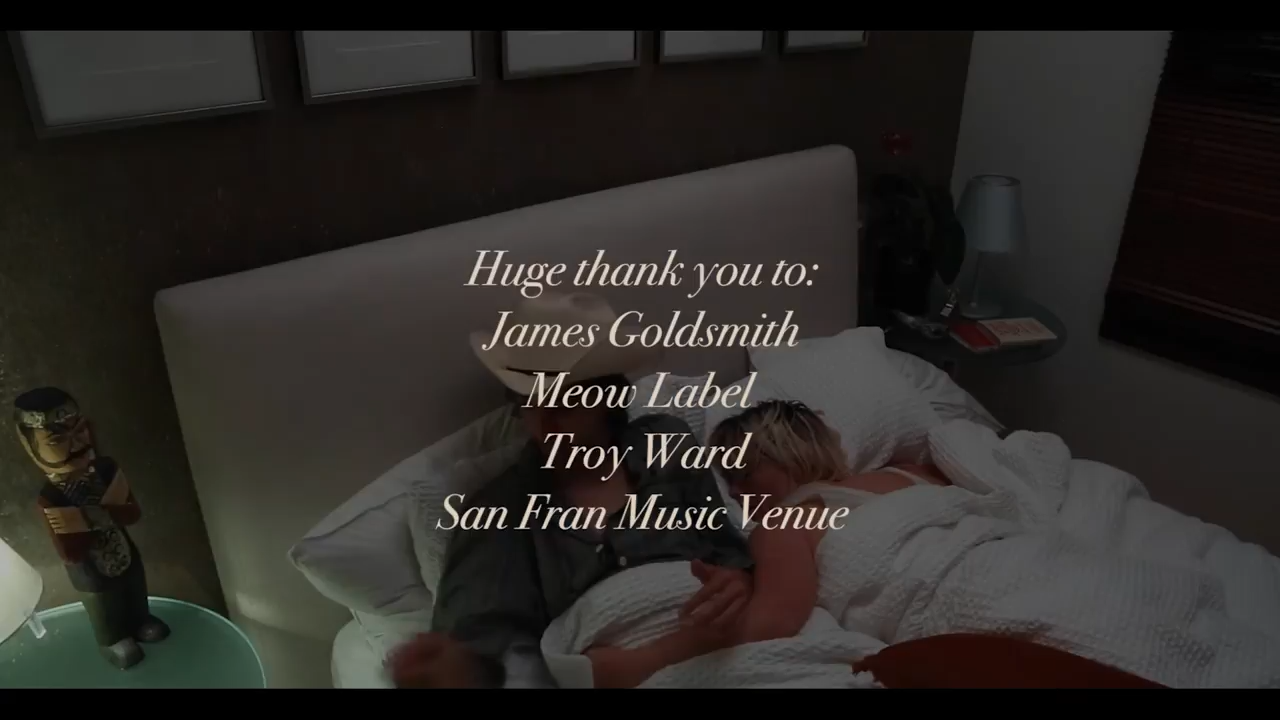 Huge thank you to:
James Goldsmith
Meow Label
Troy Ward
San Fran Music Venue